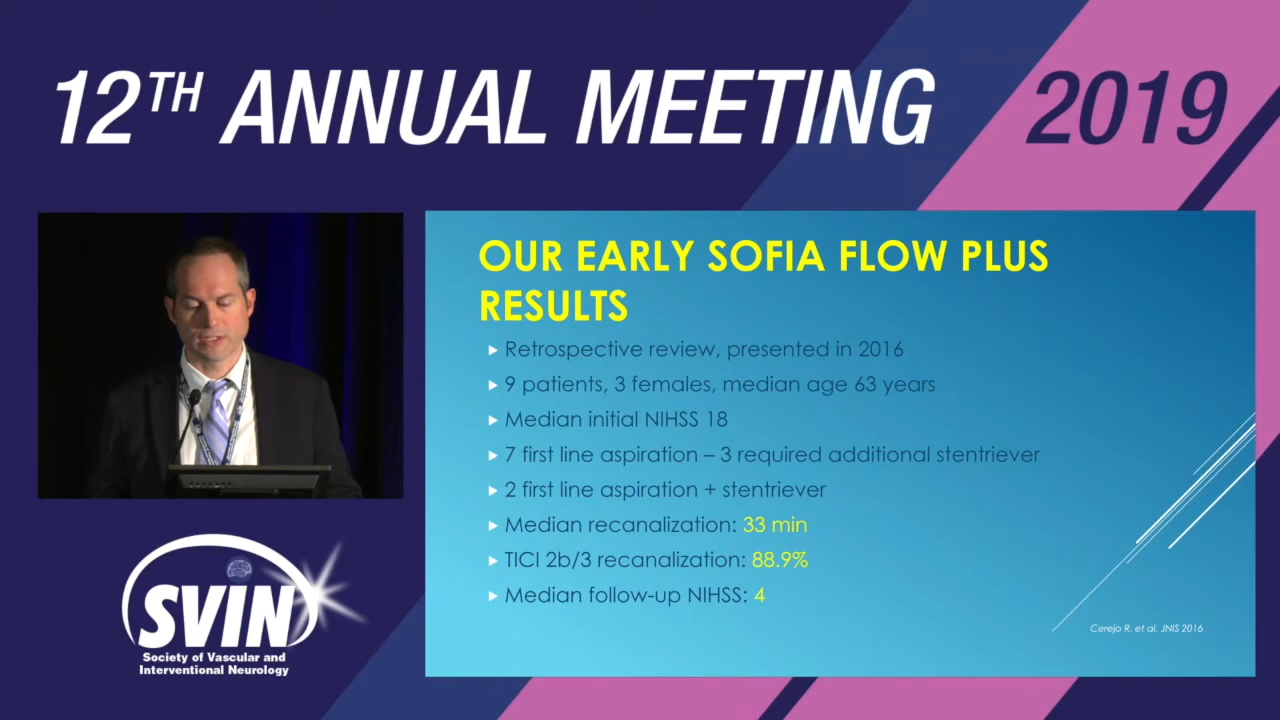 12TH ANNUAL MEETING 2019
OUR EARLY SOFIA FLOW PLUS
RESULTS
Retrospective review, presented in 2016
9 patients, 3 females, median age 63 years
Median initial NIHSS 18
7 first line aspiration – 3 required additional stentriever
2 first line aspiration + stentriever
Median recanalization: 33 min
TICI 2b/3 recanalization: 88.9%
Median follow-up NIHSS: 4
Cerejo R. et al. JNIS 2016
SVIN
Society of Vascular and
Interventional Neurology